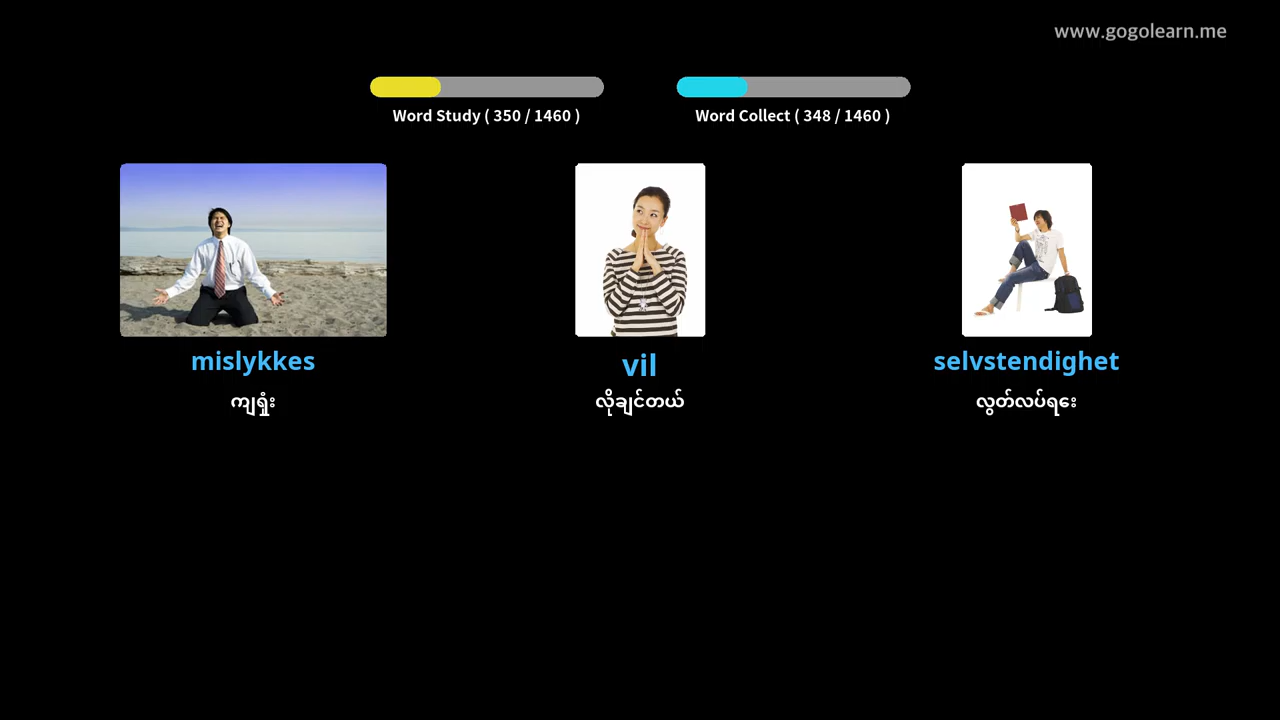 www.gogolearn.me
Word Study ( 350 / 1460 )
Word Collect ( 348 / 1460 )
mislykkes
vil
selvstendighet
ကျရှုံး
လိုချင်တယ်
လွတ်လပ်ရေး